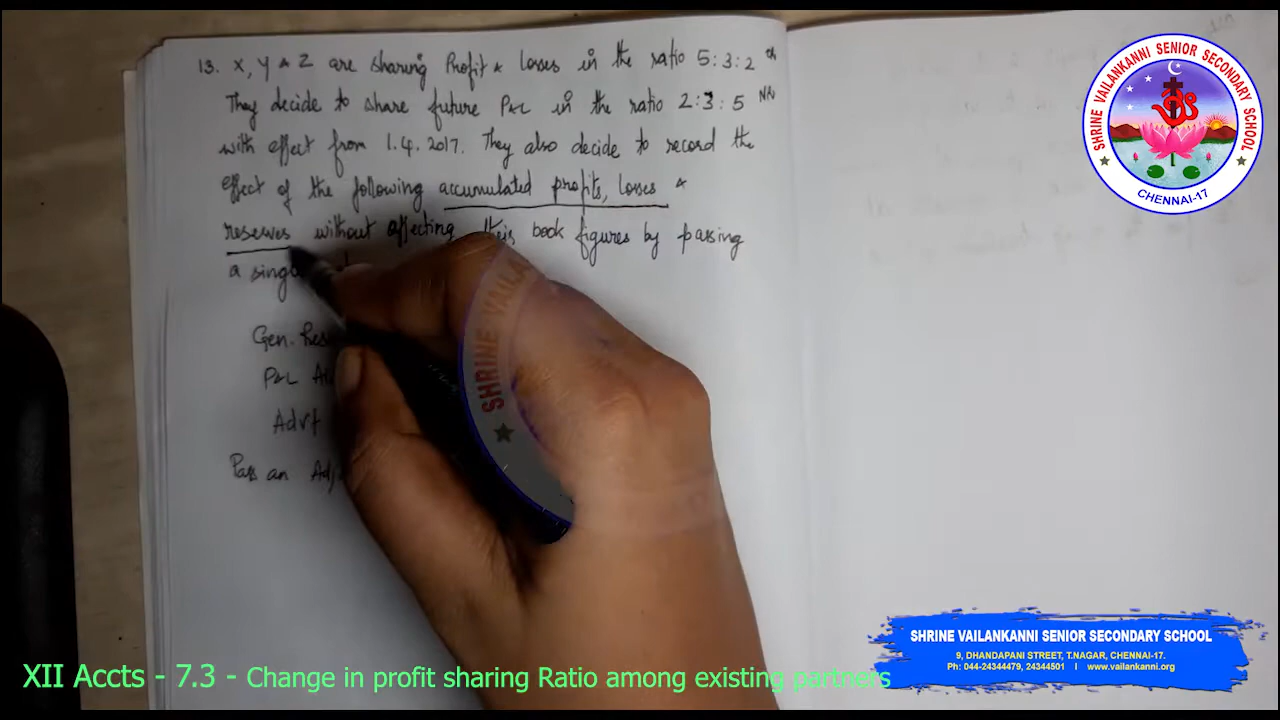 13. X, Y & Z are sharing Profit & Losses in the ratio 5:3:2
They decide to share future P&L in the ratio 2:3:5
with effect from 1.4.2017. They also decide to record the
effect of the following accumulated profits, losses &
reserves without affecting their book figures by passing
a single
Gen. Res
P&L A/c
Advt
Pass an Adj
SHRINE VAILANKANNI SENIOR SECONDARY SCHOOL
CHENNAI-17
SHRINE VAILA
SHRINE VAILANKANNI SENIOR SECONDARY SCHOOL
9, DHANDAPANI STREET, T.NAGAR, CHENNAI-17.
Ph: 044-24344479, 24344501 I www.vailankanni.org
XII Accts - 7.3 - Change in profit sharing Ratio among existing partners